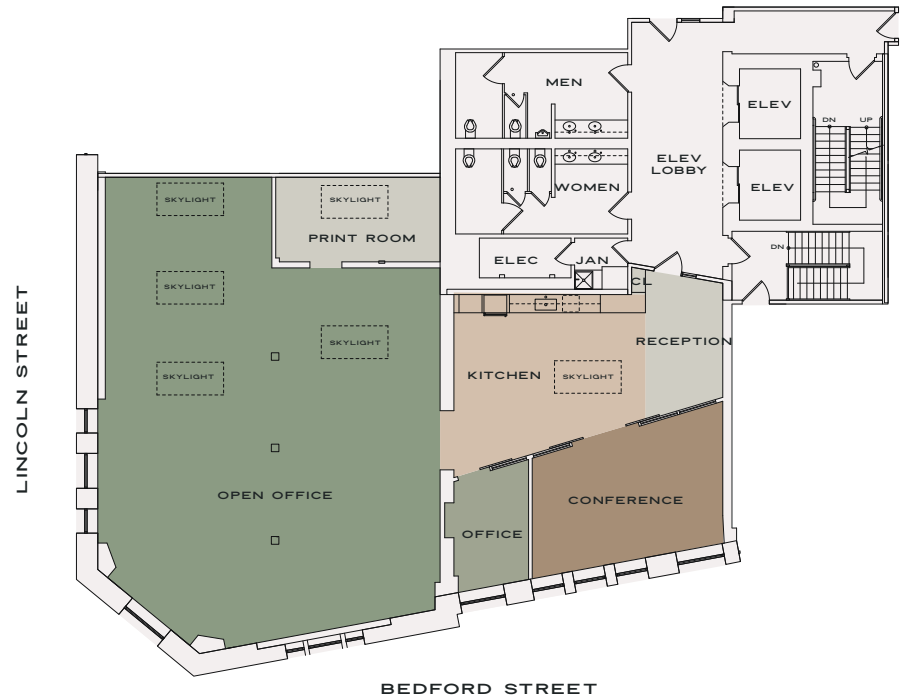 MEN
ELEV
DN
UP
ELEV
LOBBY
WOMEN
ELEV
SKYLIGHT
SKYLIGHT
PRINT ROOM
DN
ELEC
JAN
CL
SKYLIGHT
LINCOLN STREET
SKYLIGHT
RECEPTION
SKYLIGHT
KITCHEN
SKYLIGHT
OPEN OFFICE
CONFERENCE
OFFICE
BEDFORD STREET